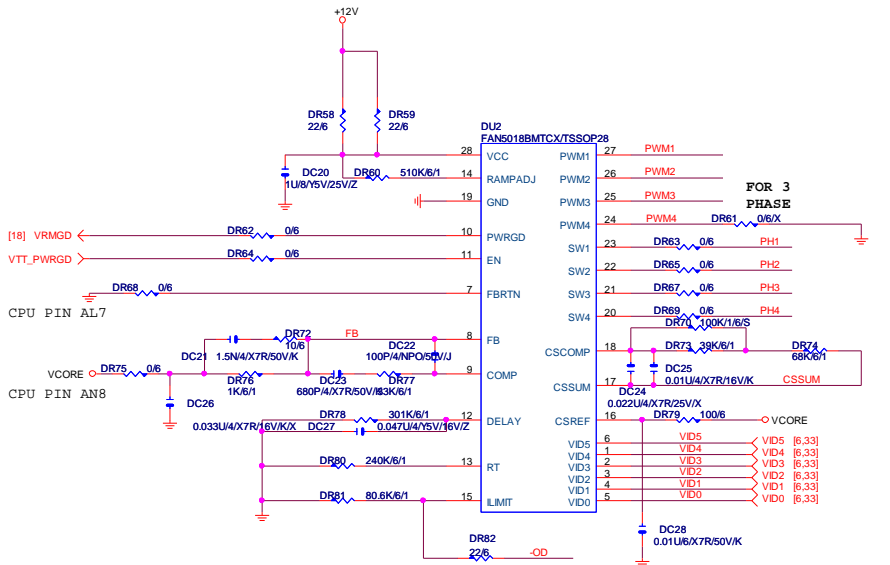 +12V
DR58
22/6
DR59
22/6
DU2
FAN5018BMTCX/TSSOP28
28 VCC PWM1 27 PWM1
DC20
1U/8/Y5V/25V/Z
DR60 510K/6/1
14 RAMPADJ PWM2 26 PWM2
19 GND PWM3 25 PWM3
FOR 3
PHASE
PWM4 24 PWM4 DR61 0/6/X
[18] VRMGD DR62 0/6 10 PWRGD
SW1 23 DR63 0/6 PH1
VTT_PWRGD DR64 0/6 11 EN
SW2 22 DR65 0/6 PH2
DR68 0/6 7 FBRTN SW3 21 DR67 0/6 PH3
CPU PIN AL7
SW4 20 DR69 0/6 PH4
DR70 100K/1/6/S
DR72
10/6
FB 8 FB
DC22
100P/4/NPO/50V/J
DC21
1.5N/4/X7R/50V/K
CSCOMP 18 DR73 39K/6/1 DR74
68K/6/1
VCORE DR75 0/6
CPU PIN AN8
DR76
1K/6/1
DC23
680P/4/X7R/50V/K
DR77
43K/6/1
9 COMP
DC25
0.01U/4/X7R/16V/K
CSSUM 17 CSSUM
DC24
0.022U/4/X7R/25V/X
DC26
0.033U/4/X7R/16V/K/X
DR78 301K/6/1 12 DELAY
DC27 0.047U/4/Y5V/16V/Z
CSREF 16 DR79 100/6 VCORE
VID5 6 VID5 VID5 [6,33]
VID4 1 VID4 VID4 [6,33]
DR80 240K/6/1 13 RT
VID3 2 VID3 VID3 [6,33]
VID2 3 VID2 VID2 [6,33]
VID1 4 VID1 VID1 [6,33]
DR81 80.6K/6/1 15 ILIMIT
VID0 5 VID0 VID0 [6,33]
DC28
0.01U/6/X7R/50V/K
DR82
22/6
-OD